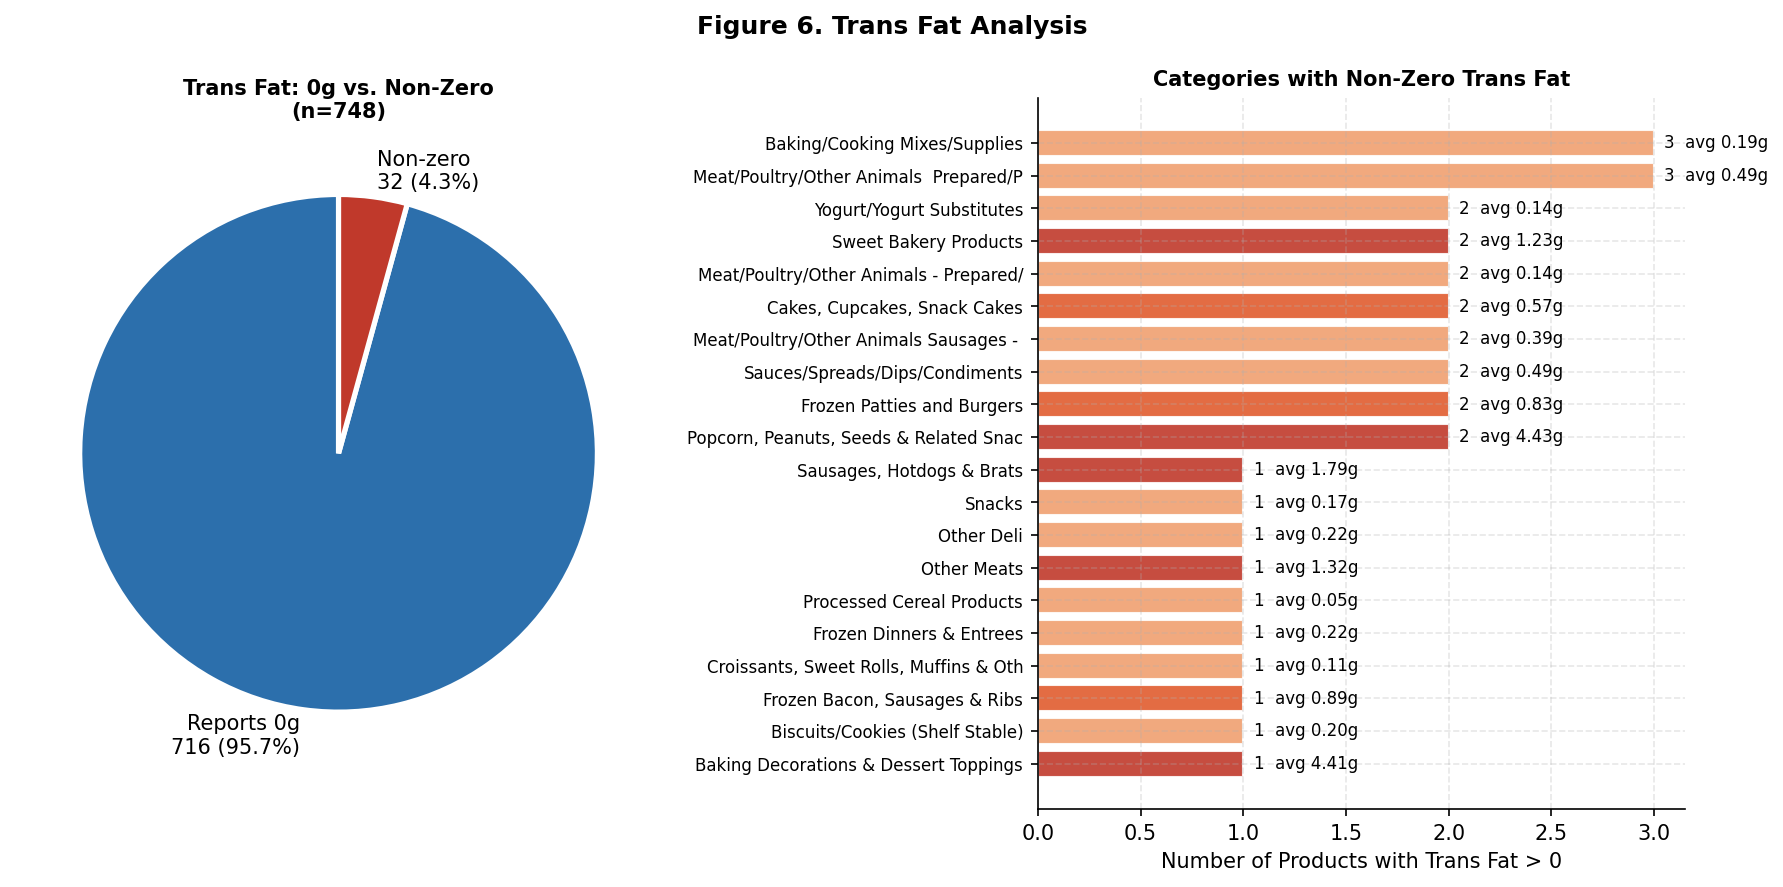 Figure 6. Trans Fat Analysis
Trans Fat: 0g vs. Non-Zero
(n=748)
Non-zero
32 (4.3%)
Reports 0g
716 (95.7%)
Categories with Non-Zero Trans Fat
Baking/Cooking Mixes/Supplies 3 avg 0.19g
Meat/Poultry/Other Animals  Prepared/P 3 avg 0.49g
Yogurt/Yogurt Substitutes 2 avg 0.14g
Sweet Bakery Products 2 avg 1.23g
Meat/Poultry/Other Animals - Prepared/ 2 avg 0.14g
Cakes, Cupcakes, Snack Cakes 2 avg 0.57g
Meat/Poultry/Other Animals Sausages - 2 avg 0.39g
Sauces/Spreads/Dips/Condiments 2 avg 0.49g
Frozen Patties and Burgers 2 avg 0.83g
Popcorn, Peanuts, Seeds & Related Snac 2 avg 4.43g
Sausages, Hotdogs & Brats 1 avg 1.79g
Snacks 1 avg 0.17g
Other Deli 1 avg 0.22g
Other Meats 1 avg 1.32g
Processed Cereal Products 1 avg 0.05g
Frozen Dinners & Entrees 1 avg 0.22g
Croissants, Sweet Rolls, Muffins & Oth 1 avg 0.11g
Frozen Bacon, Sausages & Ribs 1 avg 0.89g
Biscuits/Cookies (Shelf Stable) 1 avg 0.20g
Baking Decorations & Dessert Toppings 1 avg 4.41g
0.0 0.5 1.0 1.5 2.0 2.5 3.0
Number of Products with Trans Fat > 0